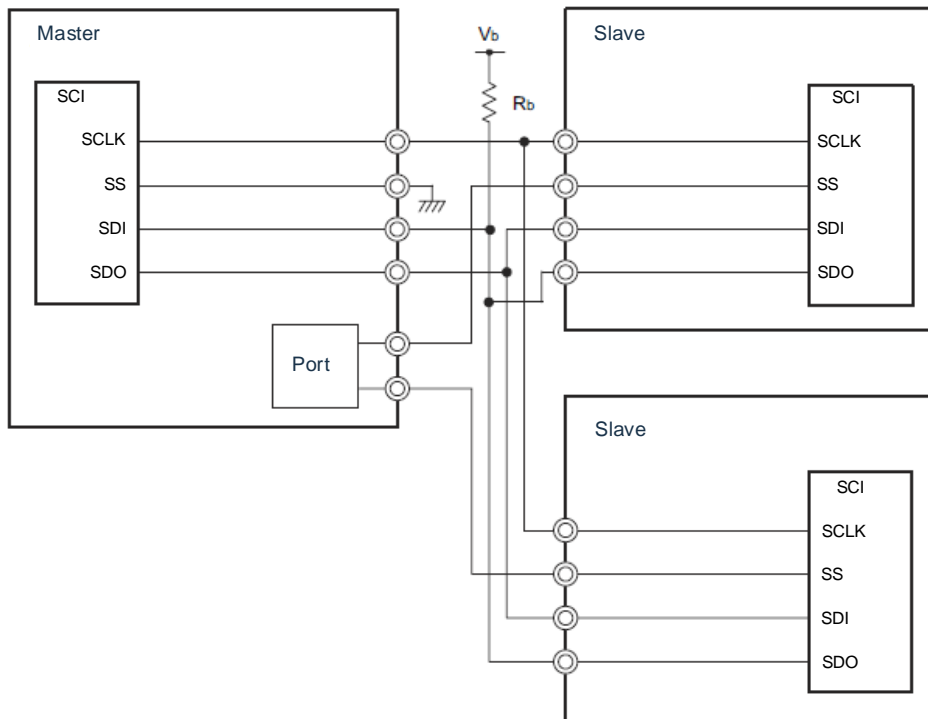 Master
SCI
SCLK
SS
SDI
SDO
Port
Vb
Rb
Slave
SCI
SCLK
SS
SDI
SDO
Slave
SCI
SCLK
SS
SDI
SDO